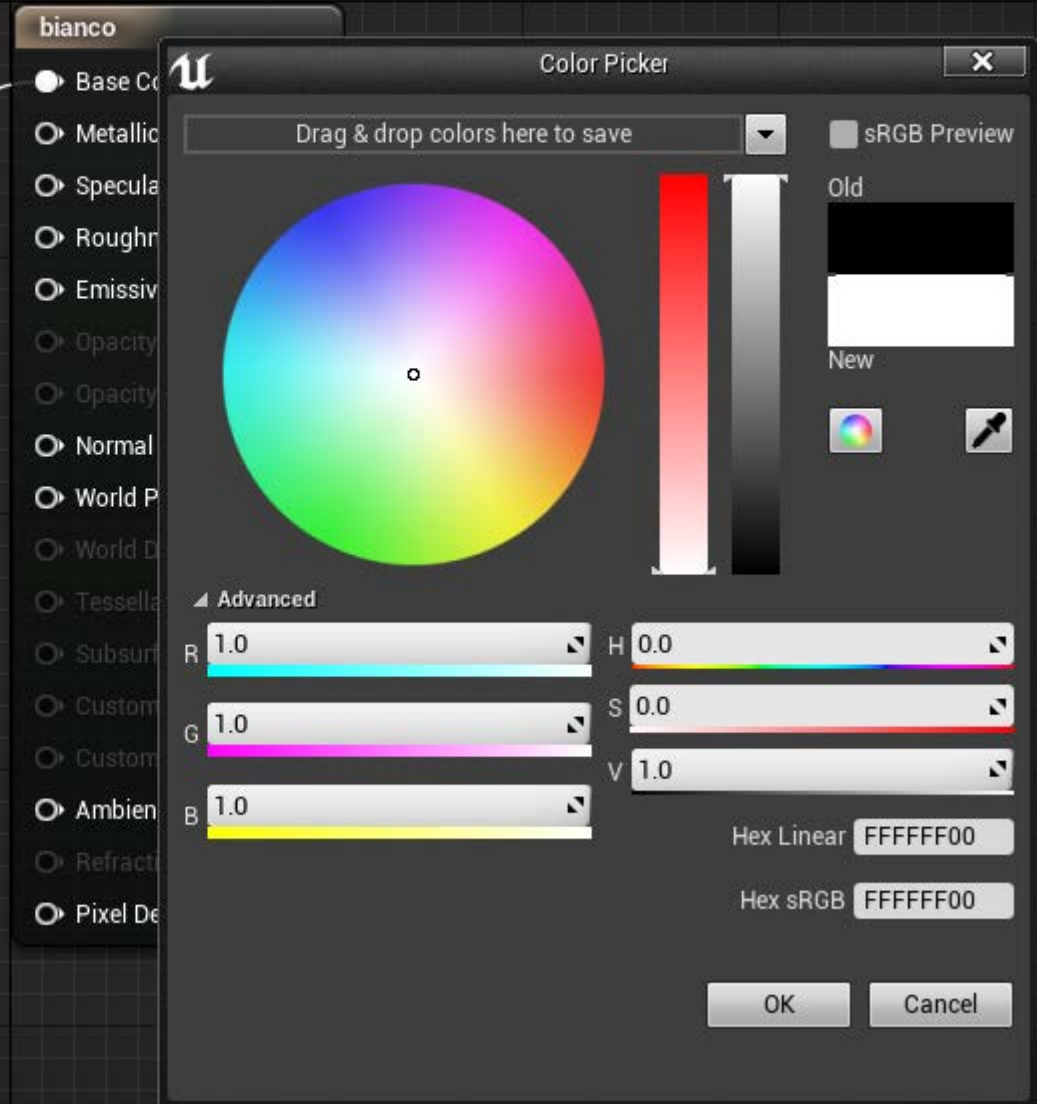 bianco
Base Co
Metallic
Specula
Roughn
Emissiv
Opacity
Opacity
Normal
World P
World D
Tessella
Subsurf
Custom
Custom
Ambien
Refracti
Pixel De
Color Picker
Drag & drop colors here to save
sRGB Preview
Old
New
Advanced
R 1.0
H 0.0
G 1.0
S 0.0
B 1.0
V 1.0
Hex Linear FFFFFF00
Hex sRGB FFFFFF00
OK
Cancel